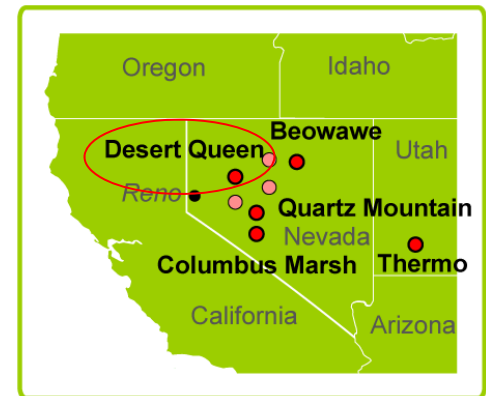 Oregon
Idaho
Beowawe
Desert Queen
Utah
Reno
Quartz Mountain
Nevada
Columbus Marsh
Thermo
California
Arizona